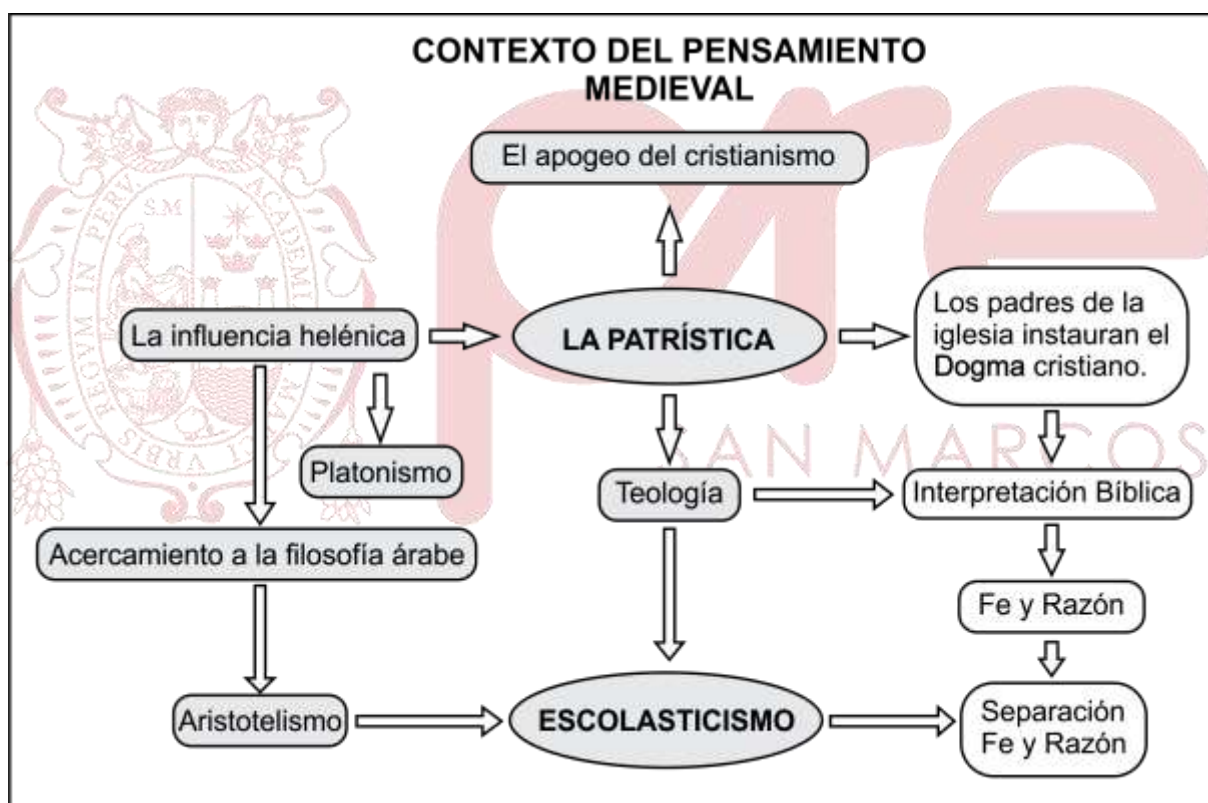 CONTEXTO DEL PENSAMIENTO
MEDIEVAL
El apogeo del cristianismo
La influencia helénica
LA PATRÍSTICA
Los padres de la
iglesia instauran el
Dogma cristiano.
Platonismo
Teología
Interpretación Bíblica
Acercamiento a la filosofía árabe
Fe y Razón
Aristotelismo
ESCOLASTICISMO
Separación
Fe y Razón
pre
SAN MARCOS
S.M